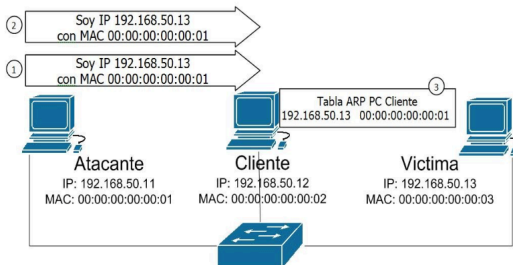 2
Soy IP 192.168.50.13
con MAC 00:00:00:00:00:01
1
Soy IP 192.168.50.13
con MAC 00:00:00:00:00:01
3
Tabla ARP PC Cliente
192.168.50.13 00:00:00:00:00:01
Atacante
IP: 192.168.50.11
MAC: 00:00:00:00:00:01
Cliente
IP: 192.168.50.12
MAC: 00:00:00:00:00:02
Victima
IP: 192.168.50.13
MAC: 00:00:00:00:00:03